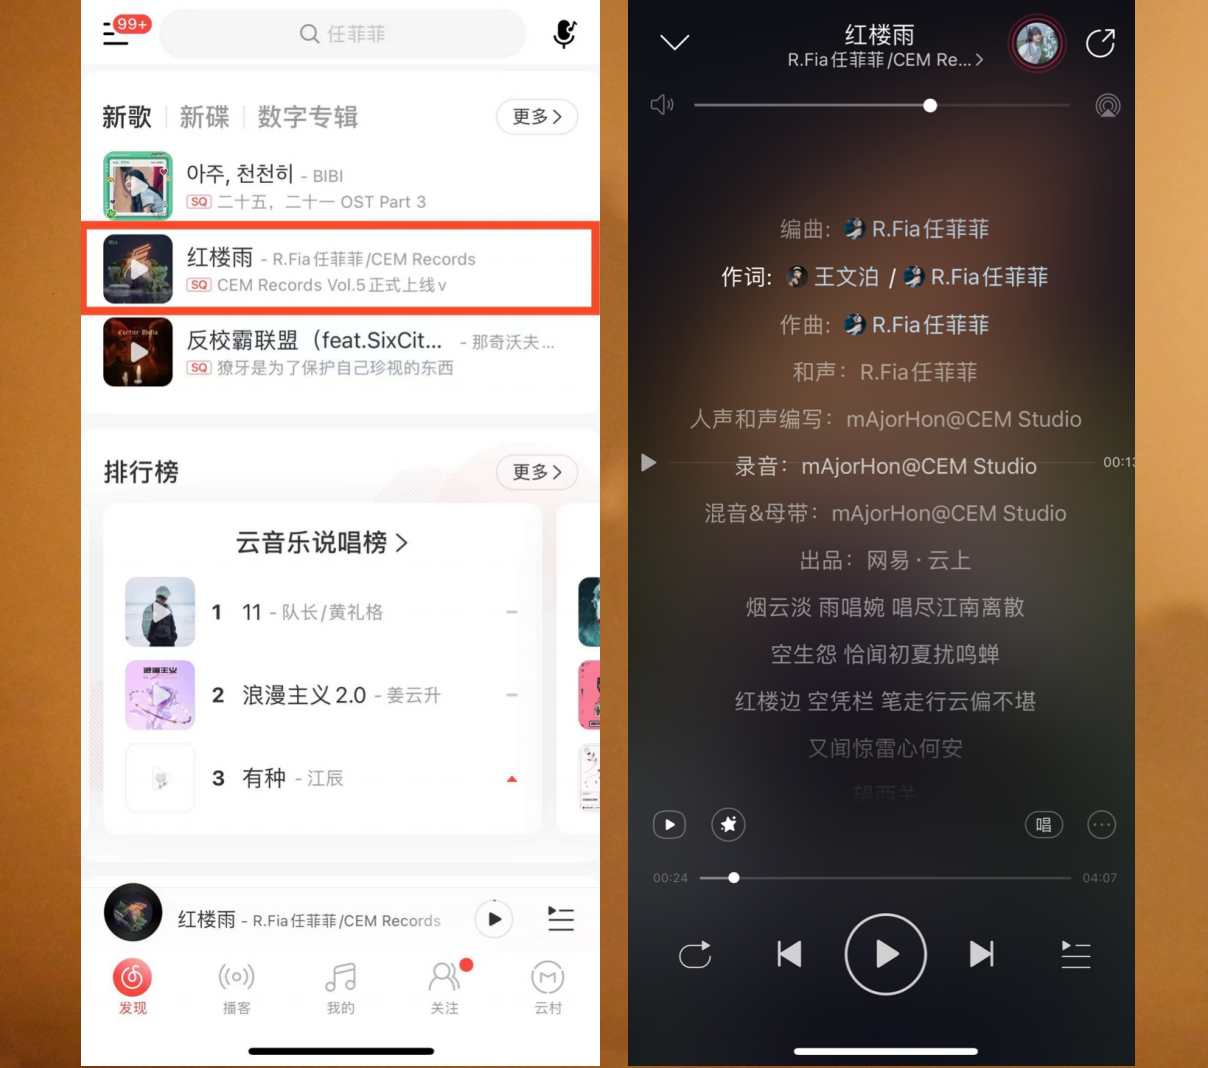 99+
任菲菲
新歌 新碟 数字专辑 更多
아주, 천천히 - BIBI
SQ 二十五，二十一 OST Part 3
红楼雨 - R.Fia任菲菲/CEM Records
SQ CEM Records Vol.5正式上线v
反校霸联盟（feat.SixCit... - 那奇沃夫...
SQ 獠牙是为了保护自己珍视的东西
排行榜 更多
云音乐说唱榜
1 11 - 队长/黄礼格
浪漫主义
2 浪漫主义 2.0 - 姜云升
3 有种 - 江辰
红楼雨 - R.Fia任菲菲/CEM Records
发现 播客 我的 关注 云村
红楼雨
R.Fia任菲菲/CEM Re...
编曲: R.Fia任菲菲
作词: 王文泊 / R.Fia任菲菲
作曲: R.Fia任菲菲
和声：R.Fia任菲菲
人声和声编写：mAjorHon@CEM Studio
录音：mAjorHon@CEM Studio
00:13
混音&母带：mAjorHon@CEM Studio
出品：网易·云上
烟云淡 雨唱婉 唱尽江南离散
空生怨 恰闻初夏扰鸣蝉
红楼边 空凭栏 笔走行云偏不堪
又闻惊雷心何安
望西关
唱
00:24 04:07